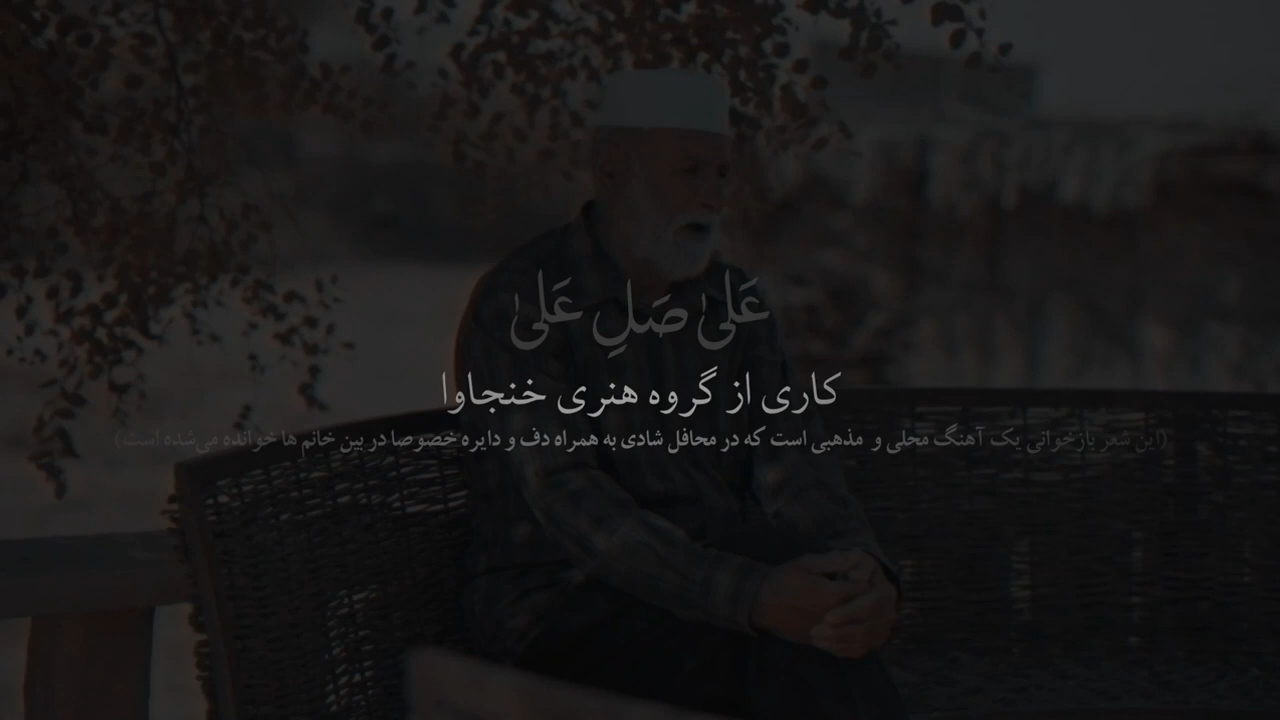 عَلیٰ صَلِ عَلیٰ
کاری از گروه هنری خنجاوا
(این شعر بازخوانی یک آهنگ محلی و مذهبی است که در محافل شادی به همراه دف و دایره خصوصا در بین خانم ها خوانده می‌شده است)